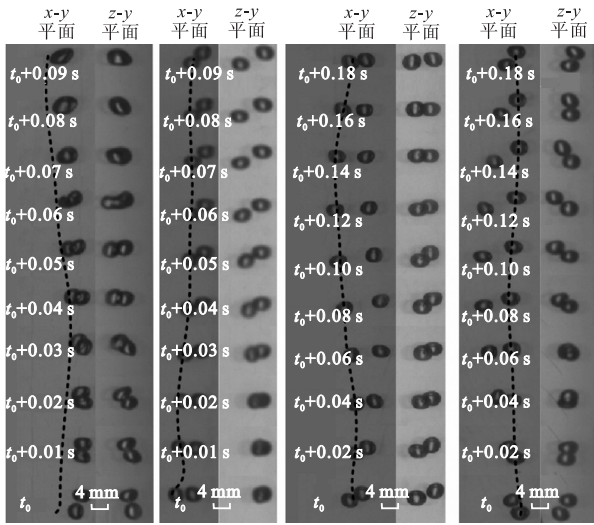 x-y z-y x-y z-y x-y z-y x-y z-y
平面 平面 平面 平面 平面 平面 平面 平面
t₀+0.09 s t₀+0.09 s t₀+0.18 s t₀+0.18 s
t₀+0.08 s t₀+0.08 s t₀+0.16 s t₀+0.16 s
t₀+0.07 s t₀+0.07 s t₀+0.14 s t₀+0.14 s
t₀+0.06 s t₀+0.06 s t₀+0.12 s t₀+0.12 s
t₀+0.05 s t₀+0.05 s t₀+0.10 s t₀+0.10 s
t₀+0.04 s t₀+0.04 s t₀+0.08 s t₀+0.08 s
t₀+0.03 s t₀+0.03 s t₀+0.06 s t₀+0.06 s
t₀+0.02 s t₀+0.02 s t₀+0.04 s t₀+0.04 s
t₀+0.01 s t₀+0.01 s t₀+0.02 s t₀+0.02 s
t₀ 4 mm t₀ 4 mm t₀ 4 mm t₀ 4 mm